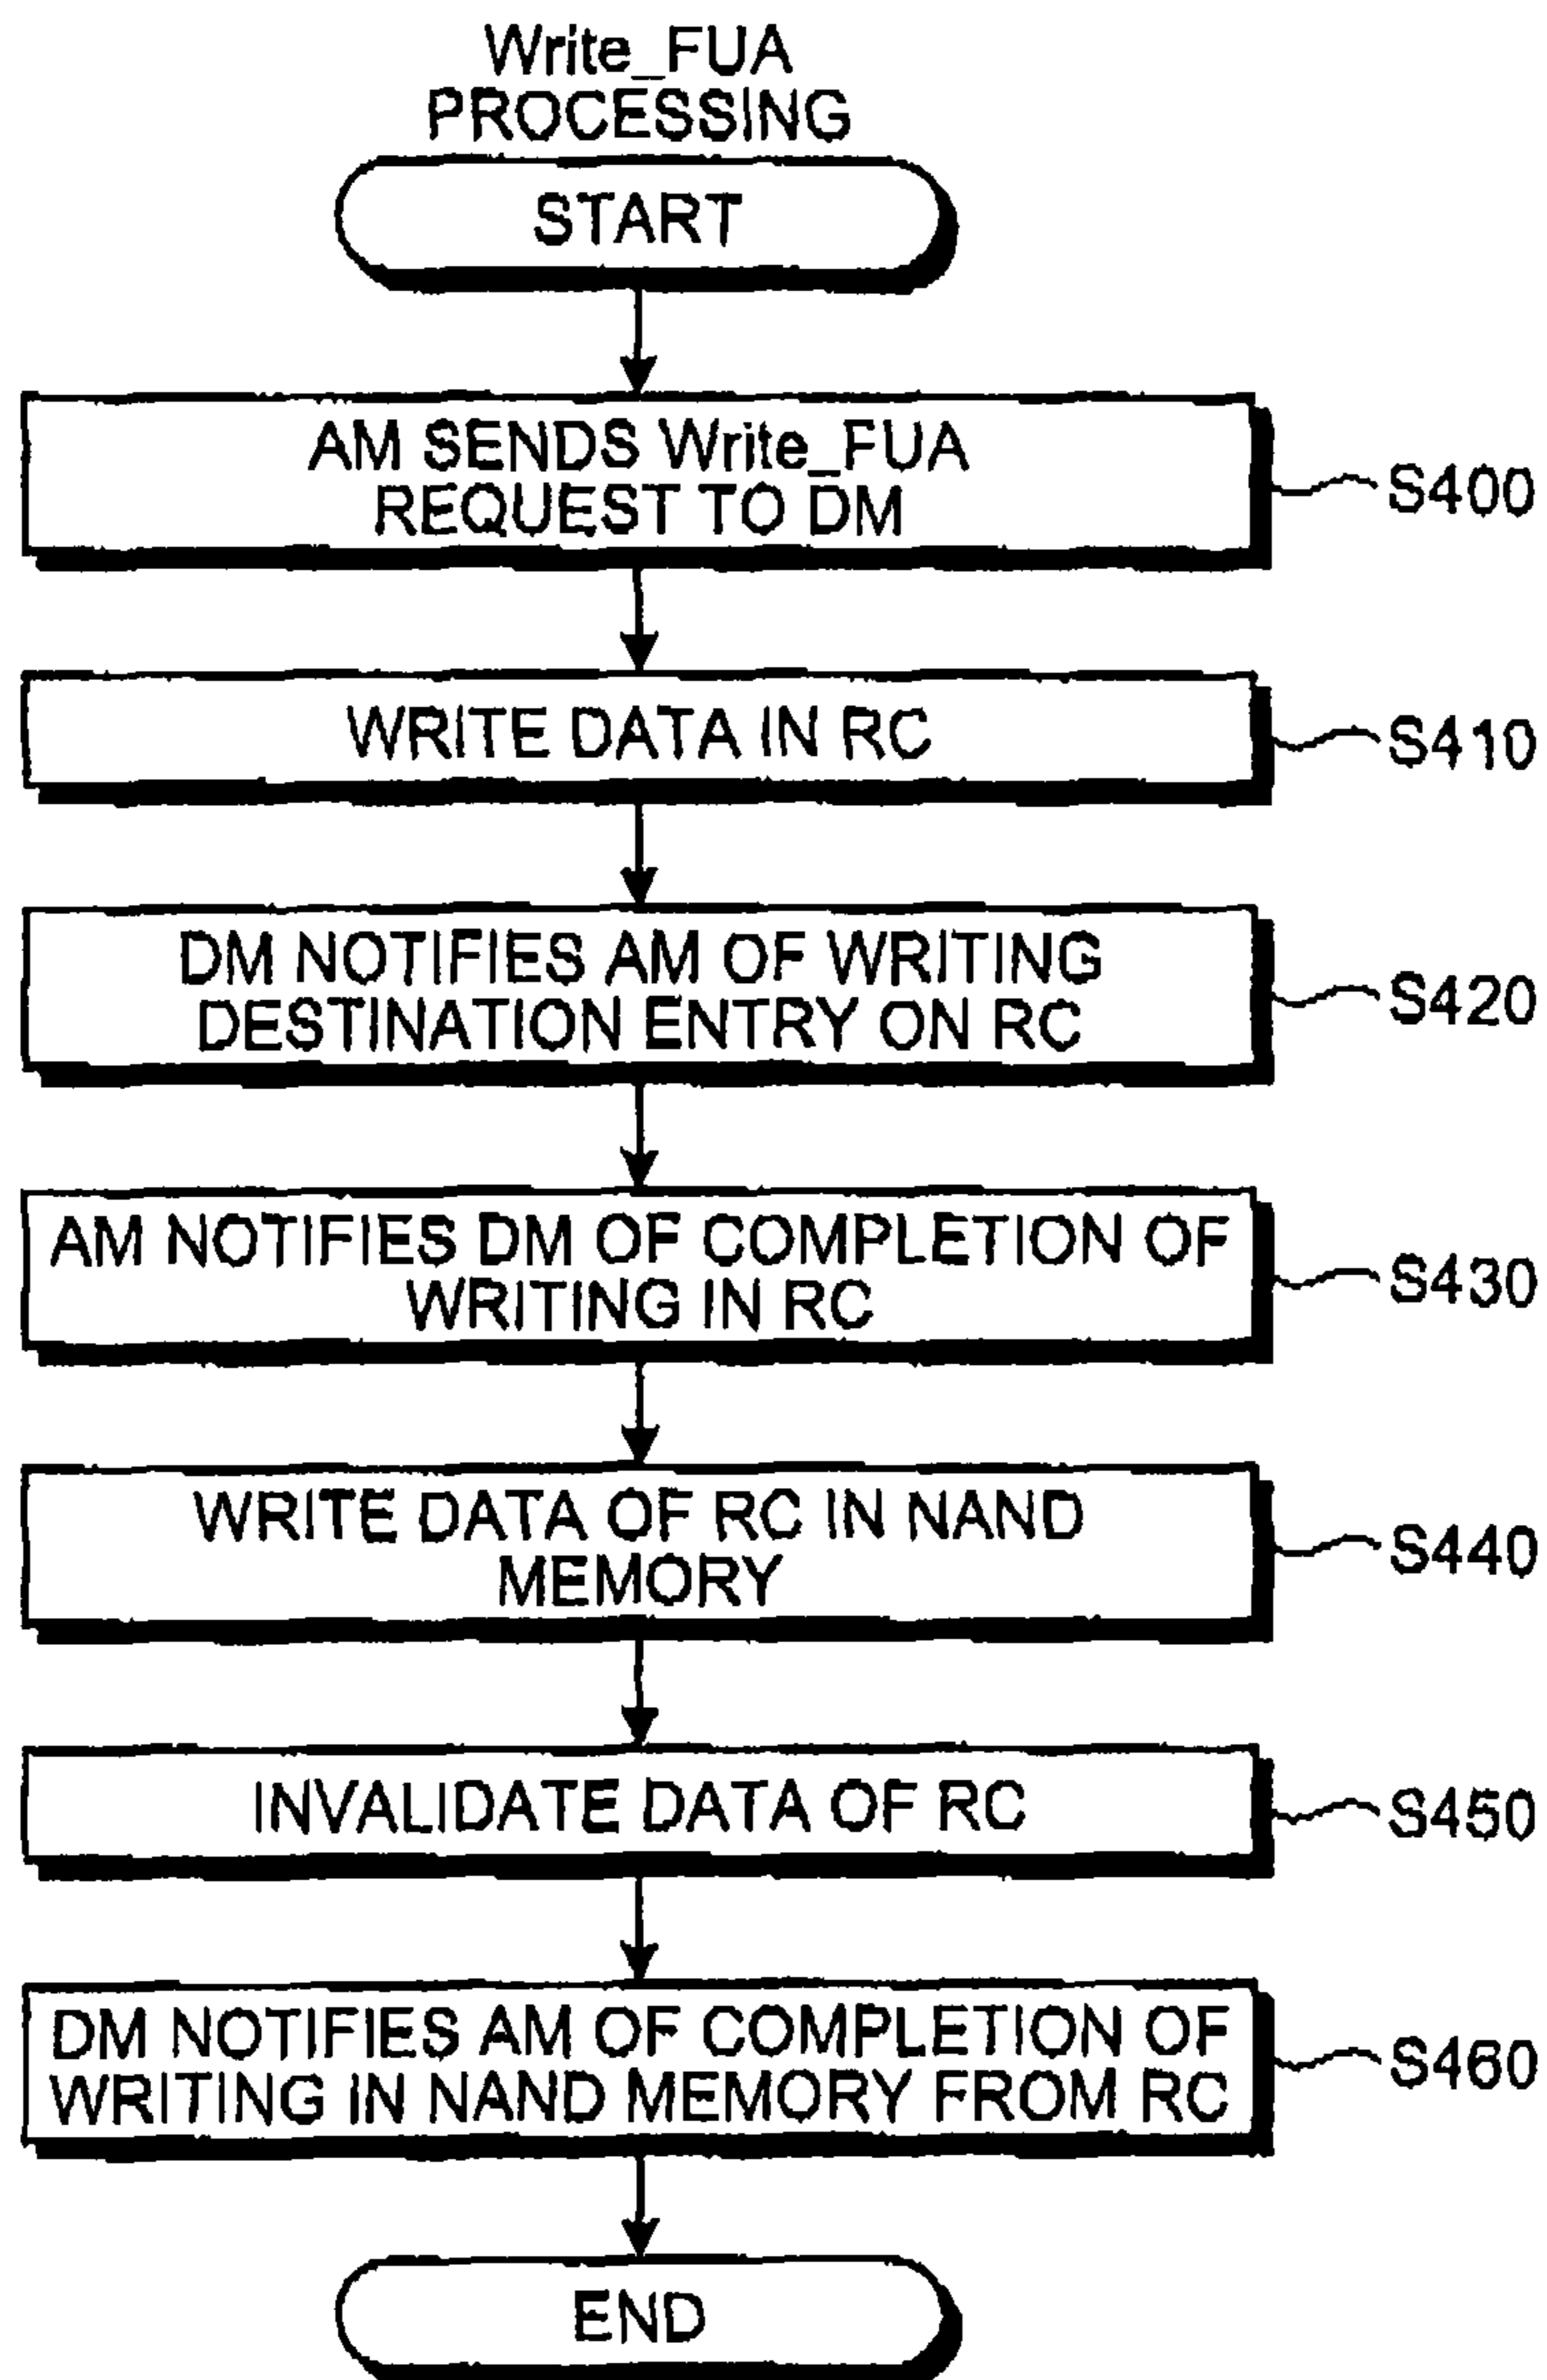 Write_FUA
PROCESSING
START
AM SENDS Write_FUA
REQUEST TO DM
S400
WRITE DATA IN RC
S410
DM NOTIFIES AM OF WRITING
DESTINATION ENTRY ON RC
S420
AM NOTIFIES DM OF COMPLETION OF
WRITING IN RC
S430
WRITE DATA OF RC IN NAND
MEMORY
S440
INVALIDATE DATA OF RC
S450
DM NOTIFIES AM OF COMPLETION OF
WRITING IN NAND MEMORY FROM RC
S460
END